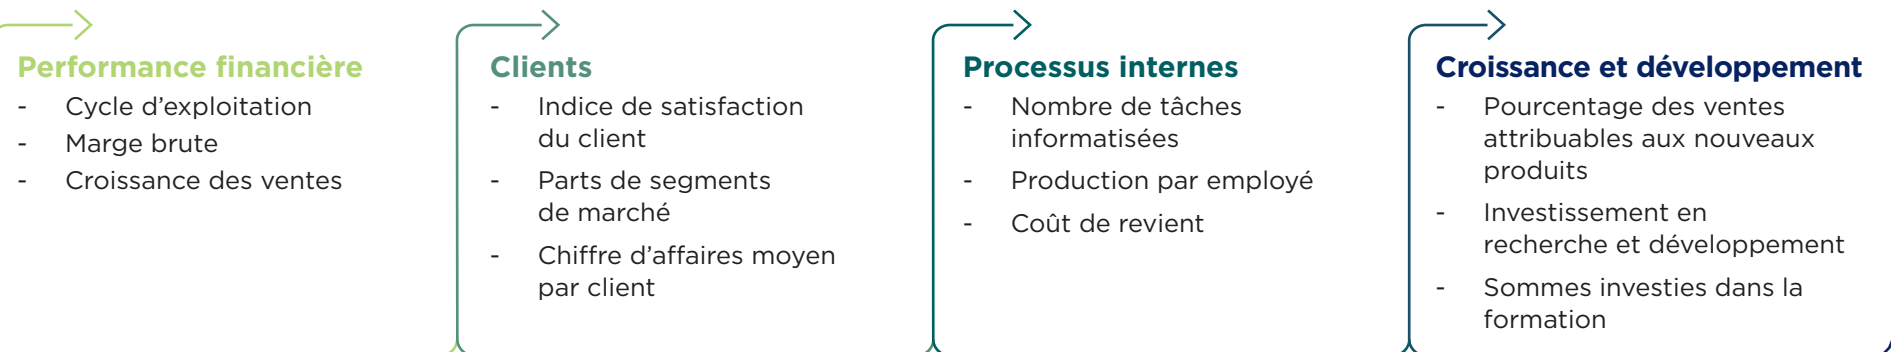 Performance financière
- Cycle d’exploitation
- Marge brute
- Croissance des ventes
Clients
- Indice de satisfaction
du client
- Parts de segments
de marché
- Chiffre d’affaires moyen
par client
Processus internes
- Nombre de tâches
informatisées
- Production par employé
- Coût de revient
Croissance et développement
- Pourcentage des ventes
attribuables aux nouveaux
produits
- Investissement en
recherche et développement
- Sommes investies dans la
formation